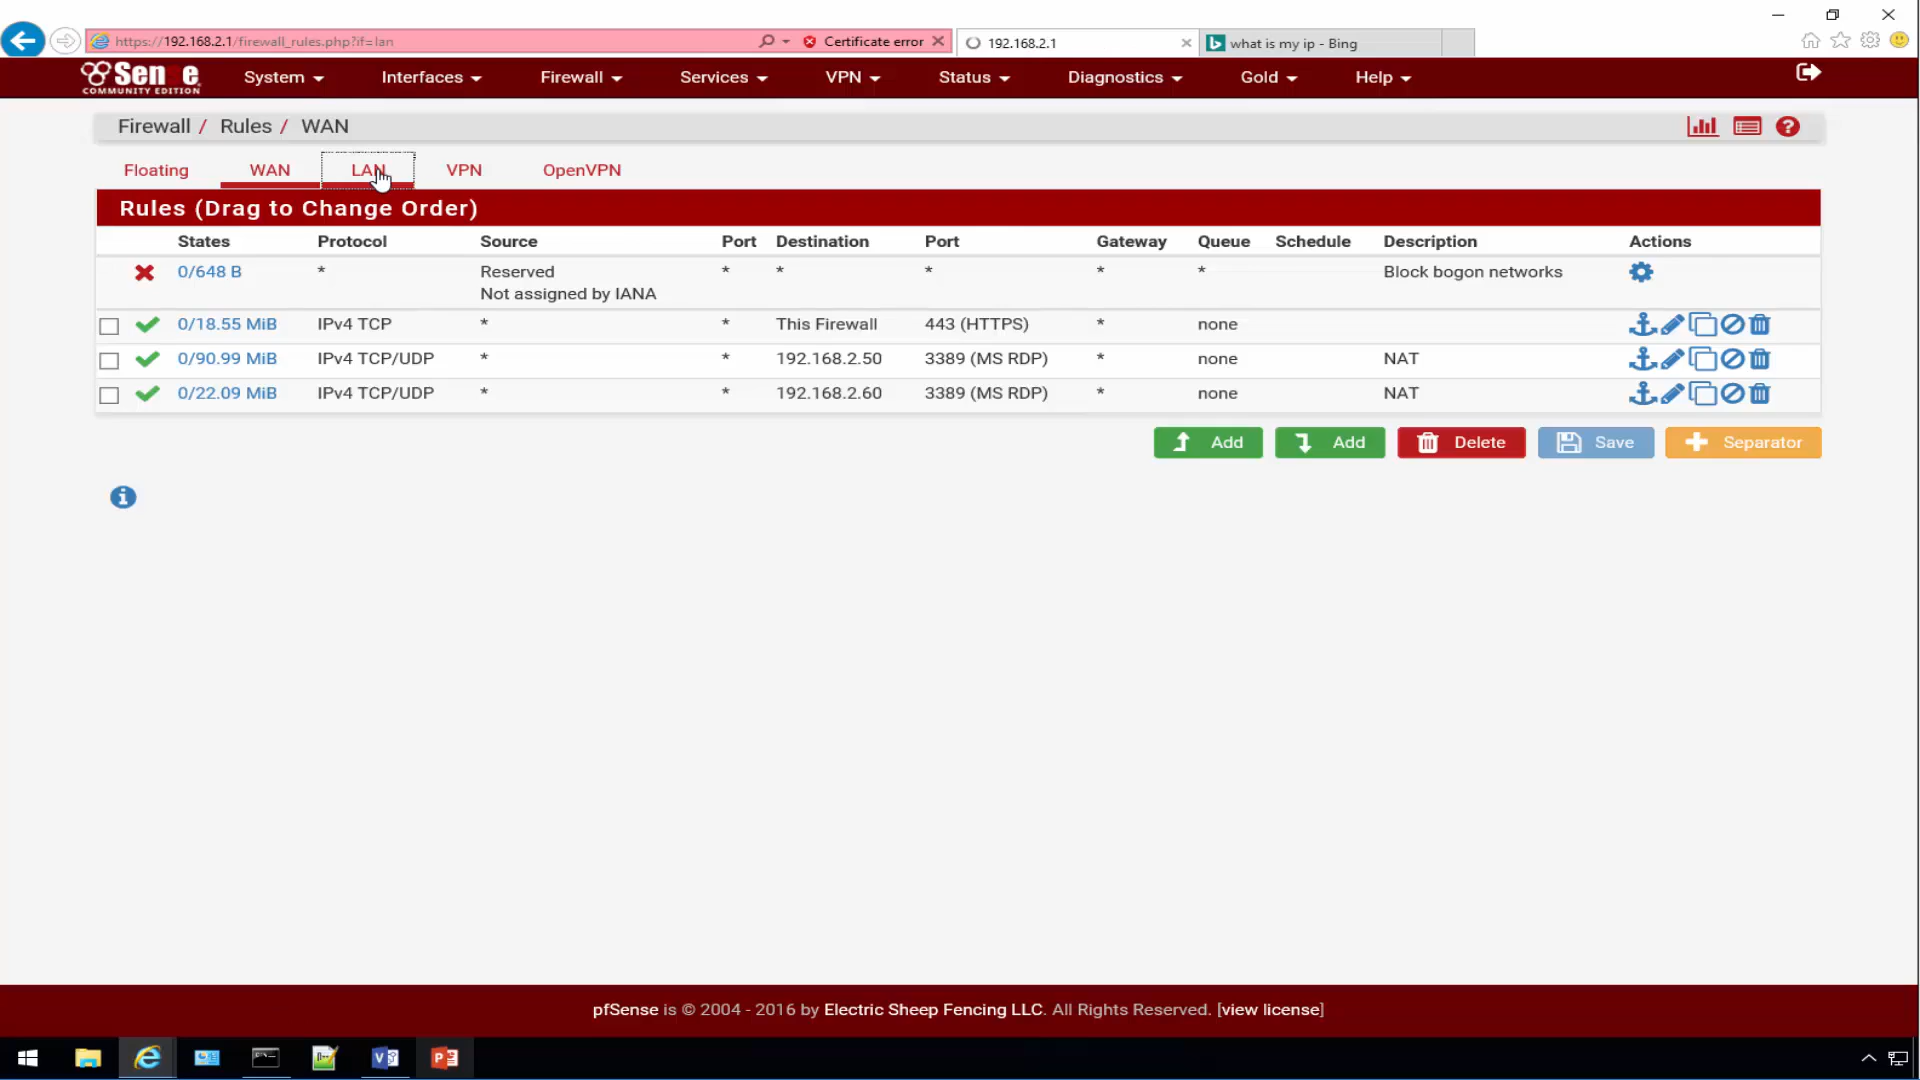 https://192.168.2.1/firewall_rules.php?if=lan Certificate error 192.168.2.1 what is my ip - Bing
Sense COMMUNITY EDITION System Interfaces Firewall Services VPN Status Diagnostics Gold Help
Firewall / Rules / WAN
Floating WAN LAN VPN OpenVPN
Rules (Drag to Change Order)
States Protocol Source Port Destination Port Gateway Queue Schedule Description Actions
0/648 B * Reserved * * * * * Block bogon networks
Not assigned by IANA
0/18.55 MiB IPv4 TCP * * This Firewall 443 (HTTPS) * none
0/90.99 MiB IPv4 TCP/UDP * * 192.168.2.50 3389 (MS RDP) * none NAT
0/22.09 MiB IPv4 TCP/UDP * * 192.168.2.60 3389 (MS RDP) * none NAT
Add Add Delete Save Separator
pfSense is © 2004 - 2016 by Electric Sheep Fencing LLC. All Rights Reserved. [view license]